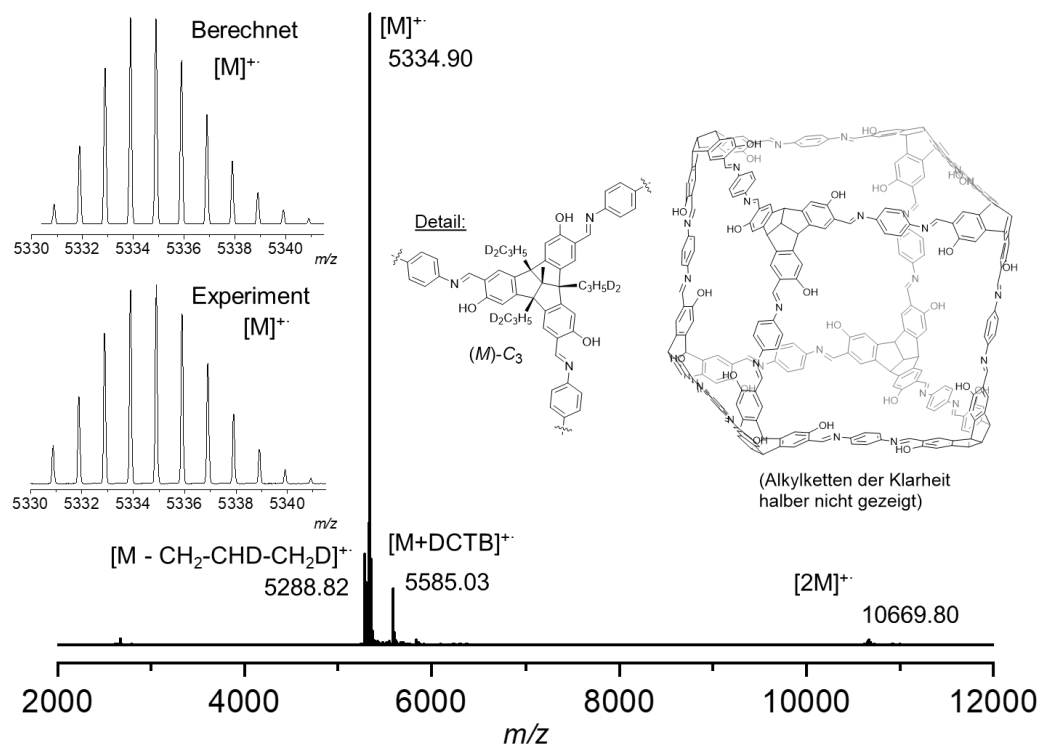 Berechnet
[M]+·
5330 5332 5334 5336 5338 5340
m/z
Experiment
[M]+·
5330 5332 5334 5336 5338 5340
m/z
[M]+·
5334.90
Detail:
OH
N
D2C3H5
N
C3H5D2
HO
D2C3H5
OH
(M)-C3
N
(Alkylketten der Klarheit
halber nicht gezeigt)
[M - CH2-CHD-CH2D]+·
5288.82
[M+DCTB]+·
5585.03
[2M]+·
10669.80
2000 4000 6000 8000 10000 12000
m/z